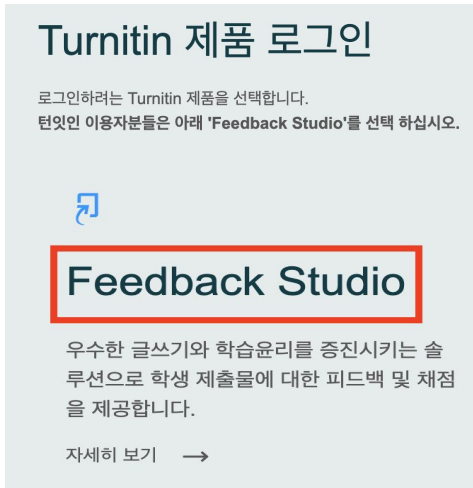 Turnitin 제품 로그인
로그인하려는 Turnitin 제품을 선택합니다.
턴잇인 이용자분들은 아래 'Feedback Studio'를 선택 하십시오.
Feedback Studio
우수한 글쓰기와 학습윤리를 증진시키는 솔
루션으로 학생 제출물에 대한 피드백 및 채점
을 제공합니다.
자세히 보기 →